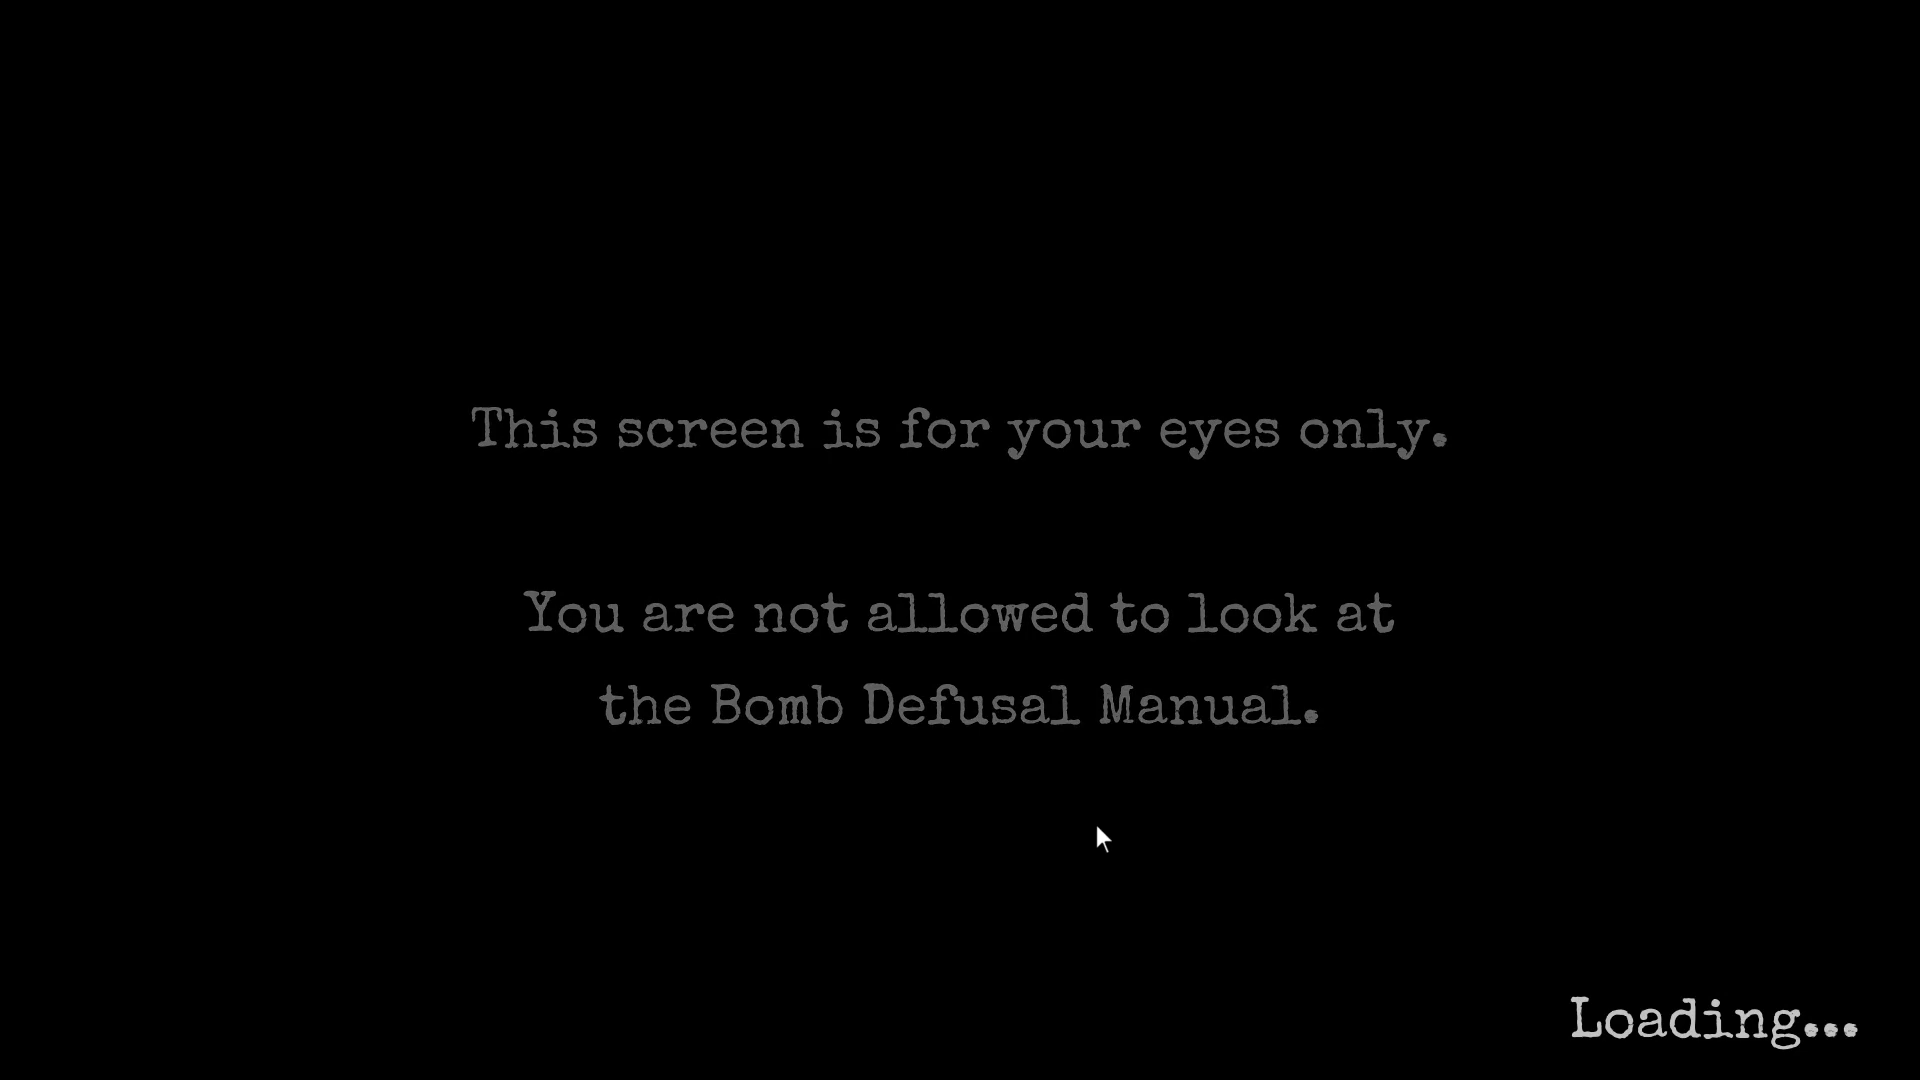 This screen is for your eyes only.
You are not allowed to look at
the Bomb Defusal Manual.
Loading...